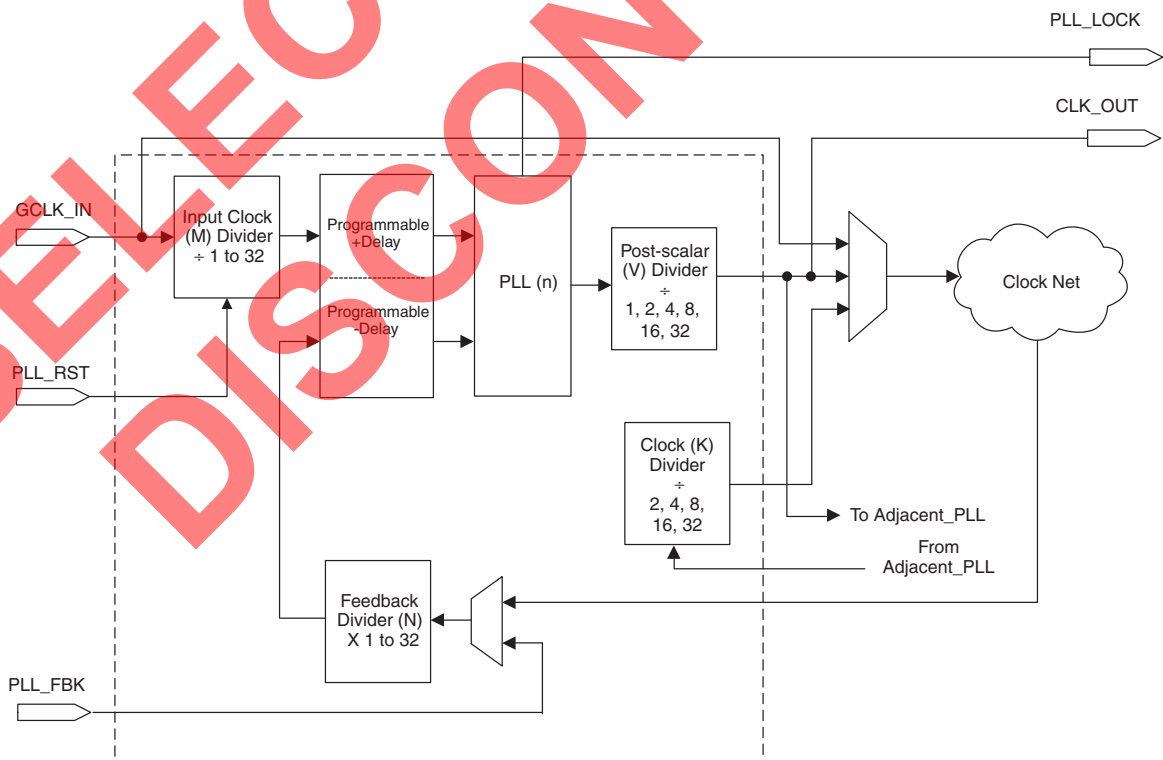 PLL_LOCK
CLK_OUT
GCLK_IN
Input Clock
(M) Divider
÷ 1 to 32
Programmable
+Delay
Programmable
-Delay
PLL (n)
Post-scalar
(V) Divider
÷
1, 2, 4, 8,
16, 32
Clock Net
PLL_RST
Clock (K)
Divider
÷
2, 4, 8,
16, 32
To Adjacent_PLL
From
Adjacent_PLL
Feedback
Divider (N)
X 1 to 32
PLL_FBK
SELEC
DISCON